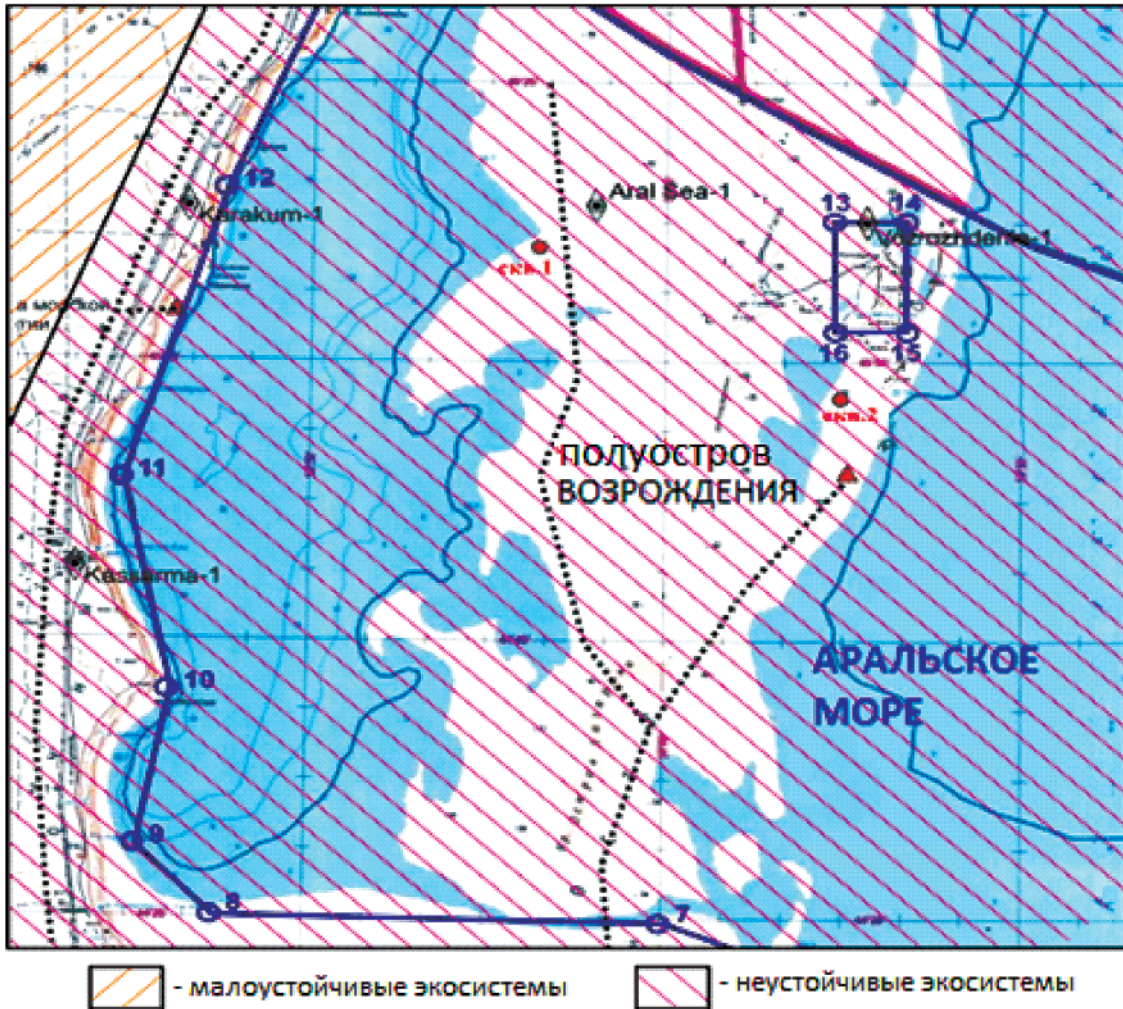 12
Karakum-1
Aral Sea-1
13
14
Vozrozhdenie-1
скв.1
16
15
скв.2
11
ПОЛУОСТРОВ
ВОЗРОЖДЕНИЯ
Kassarma-1
АРАЛЬСКОЕ
МОРЕ
10
9
8
7
- малоустойчивые экосистемы
- неустойчивые экосистемы